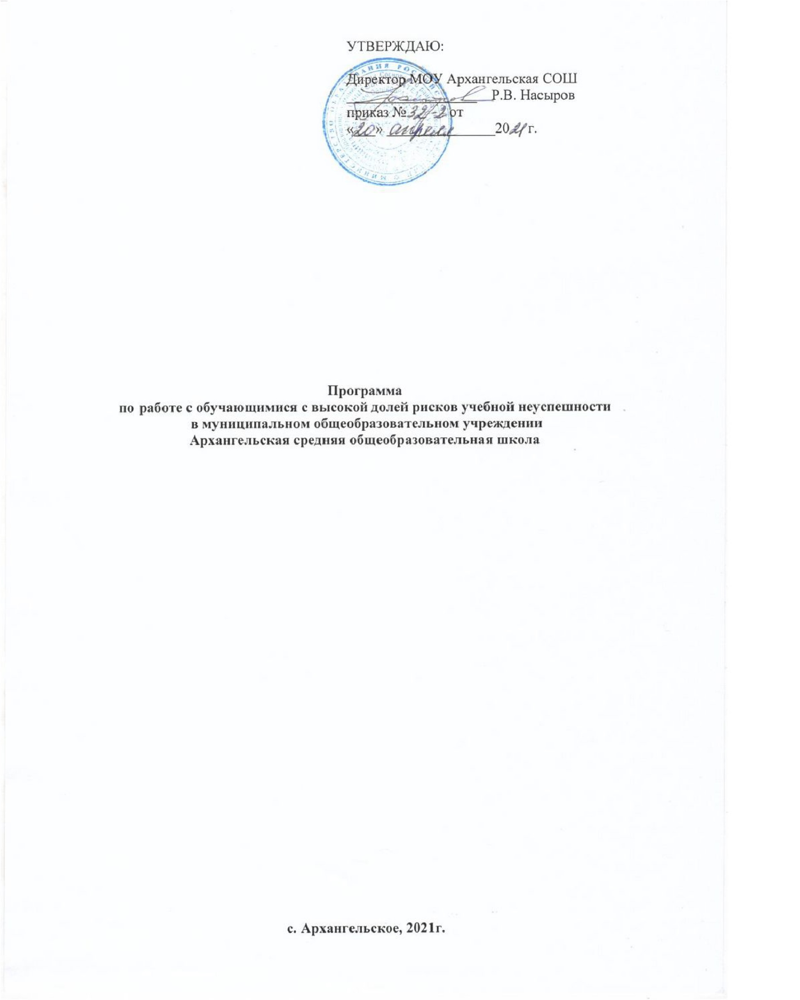 УТВЕРЖДАЮ:
Директор МОУ Архангельская СОШ
Р.В. Насыров
приказ № 32/-2 от
«20» апреля 2021 г.
Программа
по работе с обучающимися с высокой долей рисков учебной неуспешности
в муниципальном общеобразовательном учреждении
Архангельская средняя общеобразовательная школа
с. Архангельское, 2021г.